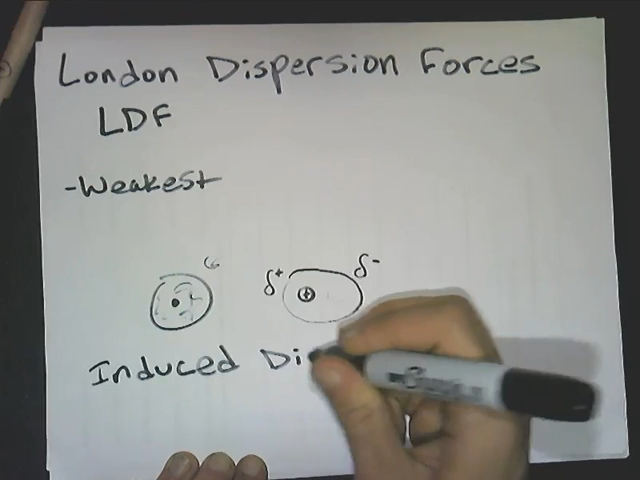 London Dispersion Forces
LDF
-Weakest
δ+ δ-
+
Induced Di